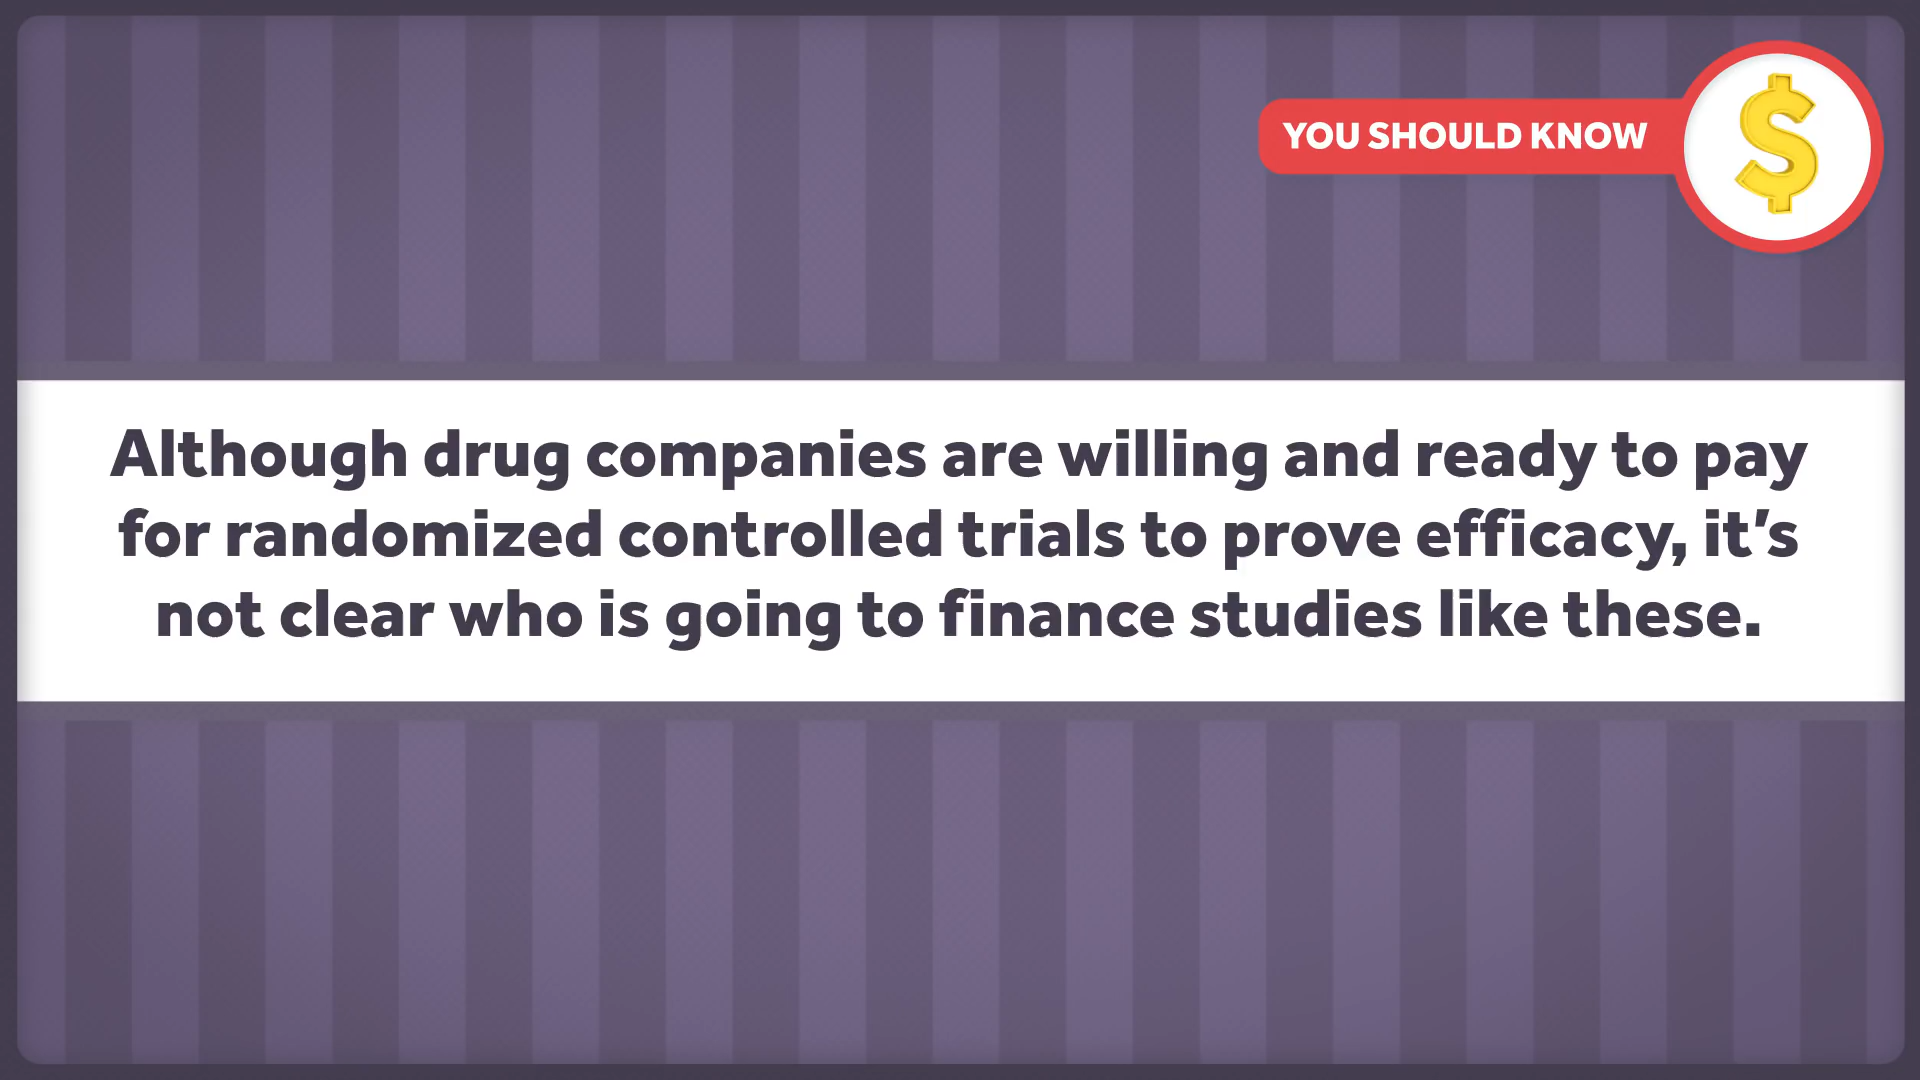 YOU SHOULD KNOW
Although drug companies are willing and ready to pay
for randomized controlled trials to prove efficacy, it's
not clear who is going to finance studies like these.